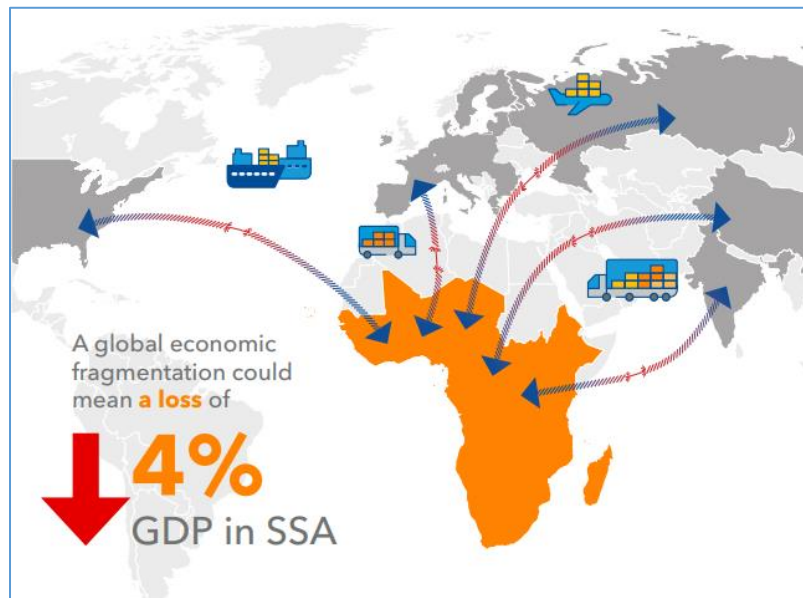 A global economic
fragmentation could
mean a loss of
4%
GDP in SSA